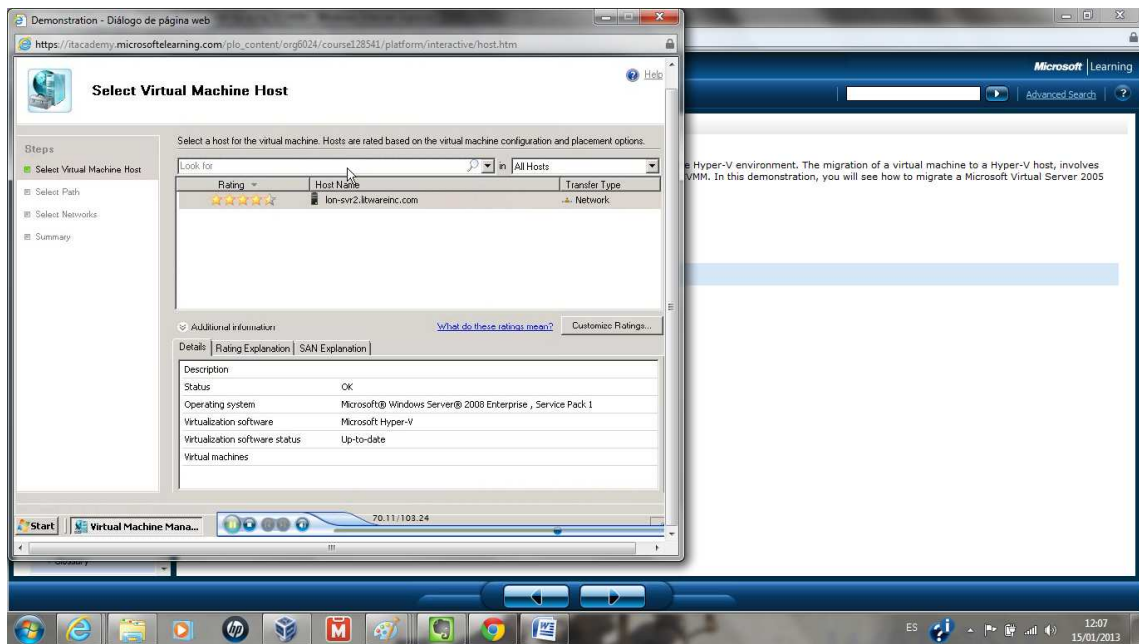 Demonstration - Diálogo de página web
https://itacademy.microsoftelearning.com/plo_content/org6024/course128541/platform/interactive/host.htm
Microsoft | Learning
Advanced Search
?
Select Virtual Machine Host
Help
Steps
Select Virtual Machine Host
Select Path
Select Networks
Summary
Select a host for the virtual machine. Hosts are rated based on the virtual machine configuration and placement options.
Look for
in
All Hosts
Rating Host Name Transfer Type
lon-svr2.litwareinc.com Network
Additional information
What do these ratings mean?
Customize Ratings...
Details Rating Explanation SAN Explanation
Description
Status OK
Operating system Microsoft® Windows Server® 2008 Enterprise , Service Pack 1
Virtualization software Microsoft Hyper-V
Virtualization software status Up-to-date
Virtual machines
e Hyper-V environment. The migration of a virtual machine to a Hyper-V host, involves
VMM. In this demonstration, you will see how to migrate a Microsoft Virtual Server 2005
Start Virtual Machine Mana...
70.11/103.24
hp
M
W
ES
12:07
15/01/2013